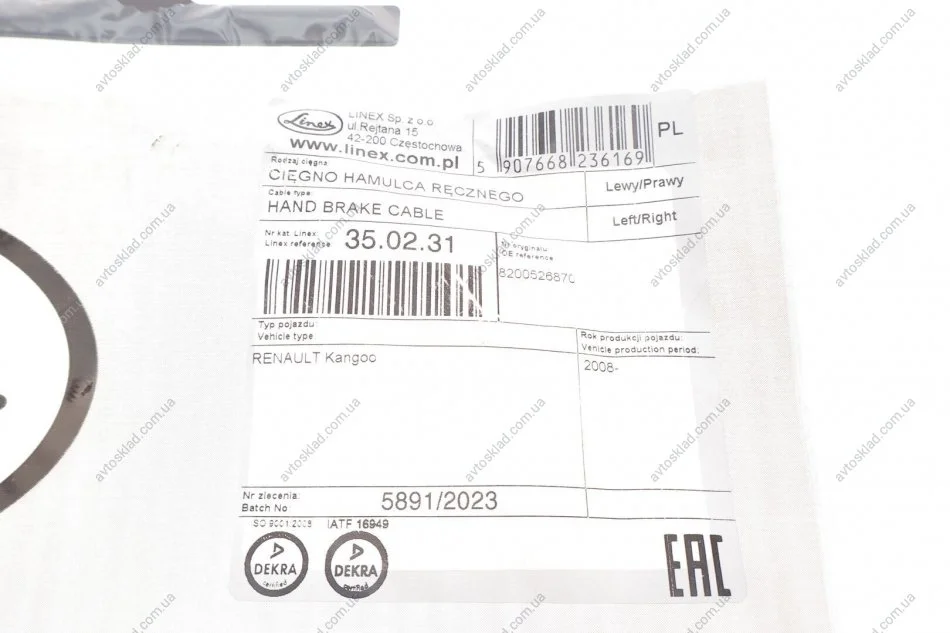 Linex
LINEX Sp. z o.o
ul.Rejtana 15
42-200 Częstochowa
www.linex.com.pl
5 907668 236169
PL
Rodzaj cięgna:
CIĘGNO HAMULCA RĘCZNEGO
Lewy/Prawy
Cable type:
HAND BRAKE CABLE
Left/Right
Nr kat. Linex:
Linex reference:
35.02.31
Nr oryginału:
OE reference:
8200526870
Typ pojazdu:
Vehicle type
RENAULT Kangoo
Rok produkcji pojazdu:
Vehicle production period:
2008-
Nr zlecenia:
Batch No
5891/2023
ISO 9001:2008
IATF 16949
DEKRA
certified
DEKRA
certified
EAC
avtosklad.com.ua